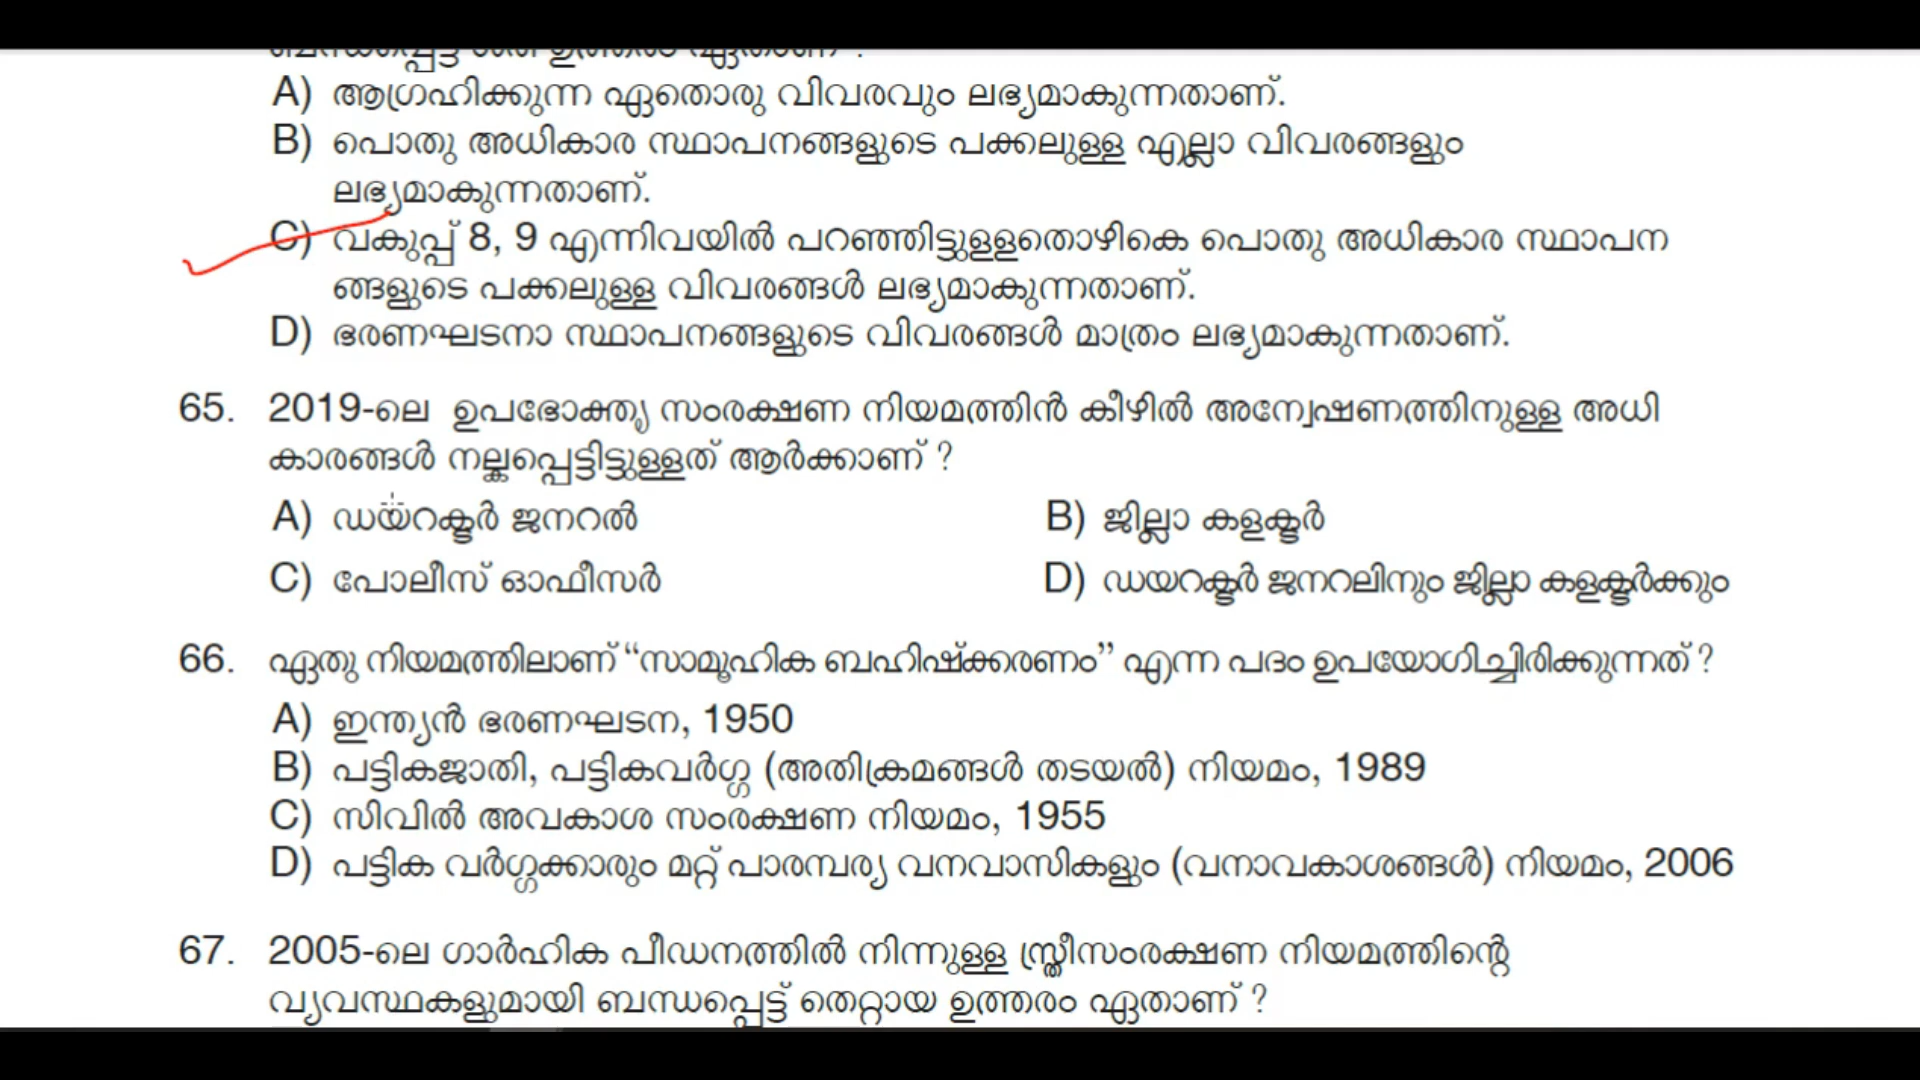 A) ആഗ്രഹിക്കുന്ന ഏതൊരു വിവരവും ലഭ്യമാകുന്നതാണ്.
B) പൊതു അധികാര സ്ഥാപനങ്ങളുടെ പക്കലുള്ള എല്ലാ വിവരങ്ങളും
ലഭ്യമാകുന്നതാണ്.
C) വകുപ്പ് 8, 9 എന്നിവയിൽ പറഞ്ഞിട്ടുള്ളതൊഴികെ പൊതു അധികാര സ്ഥാപന
ങ്ങളുടെ പക്കലുള്ള വിവരങ്ങൾ ലഭ്യമാകുന്നതാണ്.
D) ഭരണഘടനാ സ്ഥാപനങ്ങളുടെ വിവരങ്ങൾ മാത്രം ലഭ്യമാകുന്നതാണ്.
65. 2019-ലെ ഉപഭോക്തൃ സംരക്ഷണ നിയമത്തിൻ കീഴിൽ അന്വേഷണത്തിനുള്ള അധി
കാരങ്ങൾ നല്കപ്പെട്ടിട്ടുള്ളത് ആർക്കാണ് ?
A) ഡയറക്ടർ ജനറൽ B) ജില്ലാ കളക്ടർ
C) പോലീസ് ഓഫീസർ D) ഡയറക്ടർ ജനറലിനും ജില്ലാ കളക്ടർക്കും
66. ഏതു നിയമത്തിലാണ് “സാമൂഹിക ബഹിഷ്ക്കരണം” എന്ന പദം ഉപയോഗിച്ചിരിക്കുന്നത് ?
A) ഇന്ത്യൻ ഭരണഘടന, 1950
B) പട്ടികജാതി, പട്ടികവർഗ്ഗ (അതിക്രമങ്ങൾ തടയൽ) നിയമം, 1989
C) സിവിൽ അവകാശ സംരക്ഷണ നിയമം, 1955
D) പട്ടിക വർഗ്ഗക്കാരും മറ്റ് പാരമ്പര്യ വനവാസികളും (വനാവകാശങ്ങൾ) നിയമം, 2006
67. 2005-ലെ ഗാർഹിക പീഡനത്തിൽ നിന്നുള്ള സ്ത്രീസംരക്ഷണ നിയമത്തിന്റെ
വ്യവസ്ഥകളുമായി ബന്ധപ്പെട്ട് തെറ്റായ ഉത്തരം ഏതാണ് ?